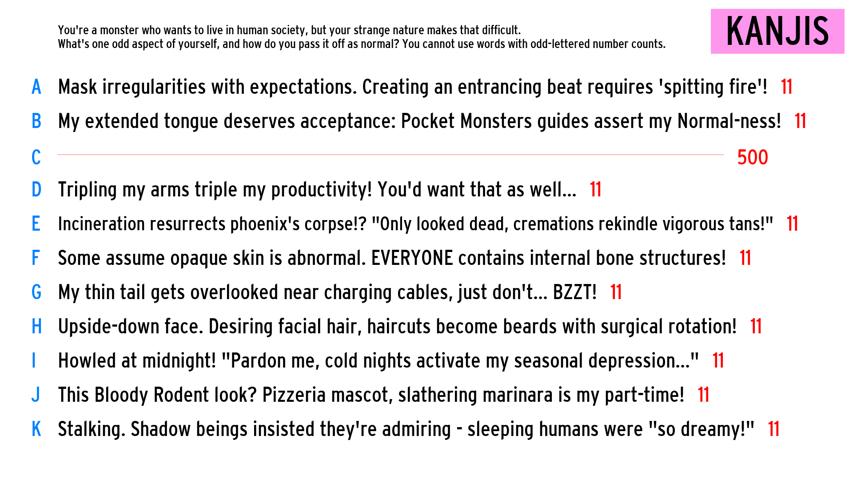 You're a monster who wants to live in human society, but your strange nature makes that difficult.
What's one odd aspect of yourself, and how do you pass it off as normal? You cannot use words with odd-lettered number counts.
KANJIS
A Mask irregularities with expectations. Creating an entrancing beat requires 'spitting fire'! 11
B My extended tongue deserves acceptance: Pocket Monsters guides assert my Normal-ness! 11
C 500
D Tripling my arms triple my productivity! You'd want that as well... 11
E Incineration resurrects phoenix's corpse!? "Only looked dead, cremations rekindle vigorous tans!" 11
F Some assume opaque skin is abnormal. EVERYONE contains internal bone structures! 11
G My thin tail gets overlooked near charging cables, just don't... BZZT! 11
H Upside-down face. Desiring facial hair, haircuts become beards with surgical rotation! 11
I Howled at midnight! "Pardon me, cold nights activate my seasonal depression..." 11
J This Bloody Rodent look? Pizzeria mascot, slathering marinara is my part-time! 11
K Stalking. Shadow beings insisted they're admiring - sleeping humans were "so dreamy!" 11